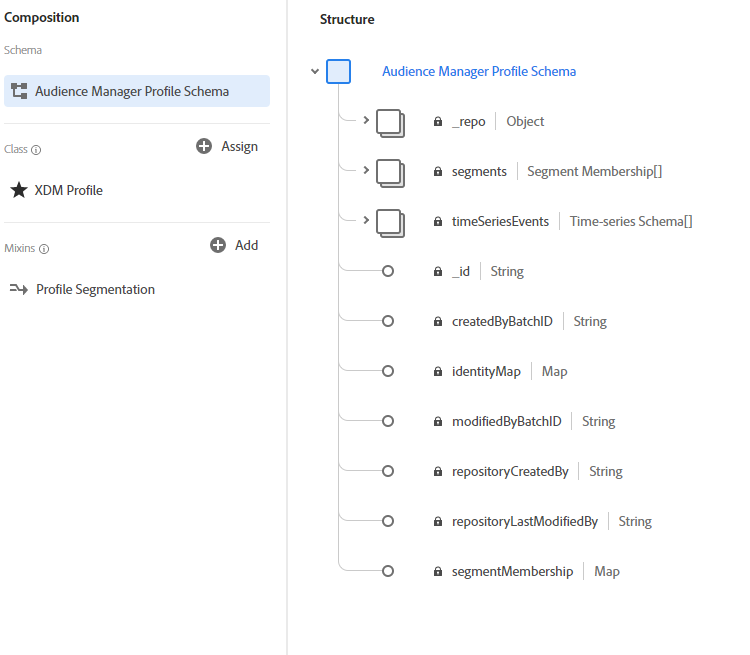 Composition
Schema
Audience Manager Profile Schema
Class
Assign
XDM Profile
Mixins
Add
Profile Segmentation
Structure
Audience Manager Profile Schema
_repo Object
segments Segment Membership[]
timeSeriesEvents Time-series Schema[]
_id String
createdByBatchID String
identityMap Map
modifiedByBatchID String
repositoryCreatedBy String
repositoryLastModifiedBy String
segmentMembership Map